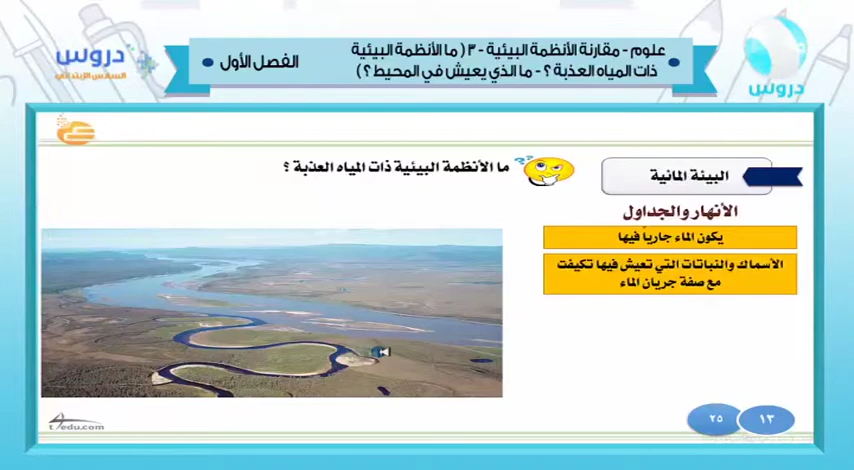 دروس
السادس الإبتدائي
الفصل الأول
علوم - مقارنة الأنظمة البيئية - ٣ ( ما الأنظمة البيئية
ذات المياه العذبة ؟ - ما الذي يعيش في المحيط ؟ )
دروس
ما الأنظمة البيئية ذات المياه العذبة ؟
البيئة المائية
الأنهار والجداول
يكون الماء جارياً فيها
الأسماك والنباتات التي تعيش فيها تكيفت
مع صفة جريان الماء
t4edu.com
٢٥
١٣